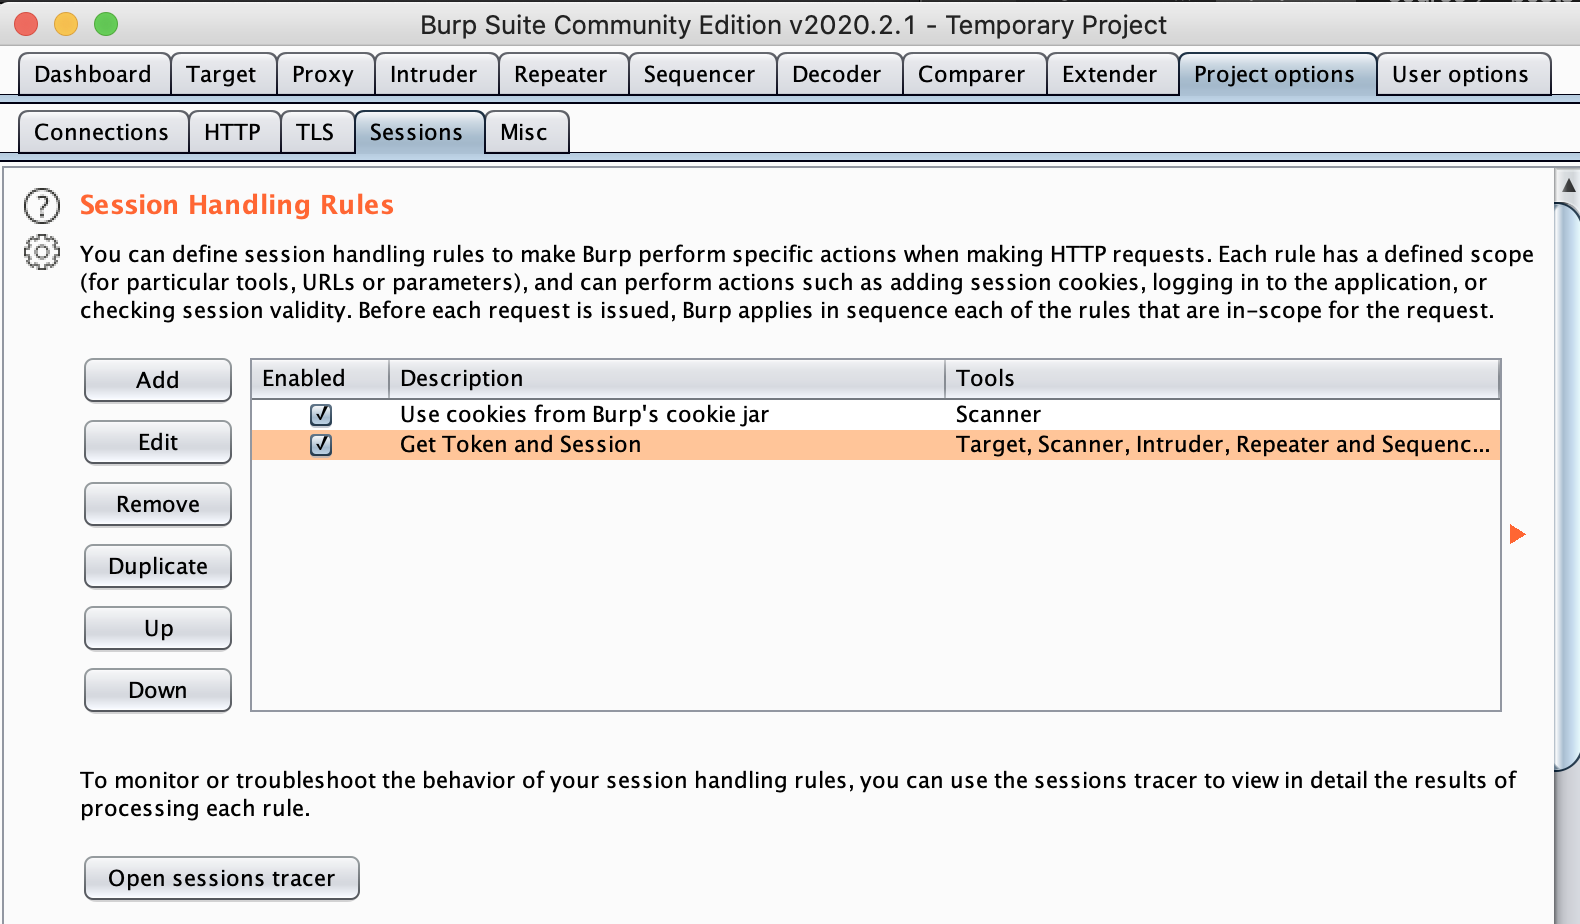 Burp Suite Community Edition v2020.2.1 - Temporary Project
Dashboard Target Proxy Intruder Repeater Sequencer Decoder Comparer Extender Project options User options
Connections HTTP TLS Sessions Misc
? Session Handling Rules
You can define session handling rules to make Burp perform specific actions when making HTTP requests. Each rule has a defined scope
(for particular tools, URLs or parameters), and can perform actions such as adding session cookies, logging in to the application, or
checking session validity. Before each request is issued, Burp applies in sequence each of the rules that are in-scope for the request.
Add
Edit
Remove
Duplicate
Up
Down
Enabled Description Tools
Use cookies from Burp's cookie jar Scanner
Get Token and Session Target, Scanner, Intruder, Repeater and Sequenc...
To monitor or troubleshoot the behavior of your session handling rules, you can use the sessions tracer to view in detail the results of
processing each rule.
Open sessions tracer